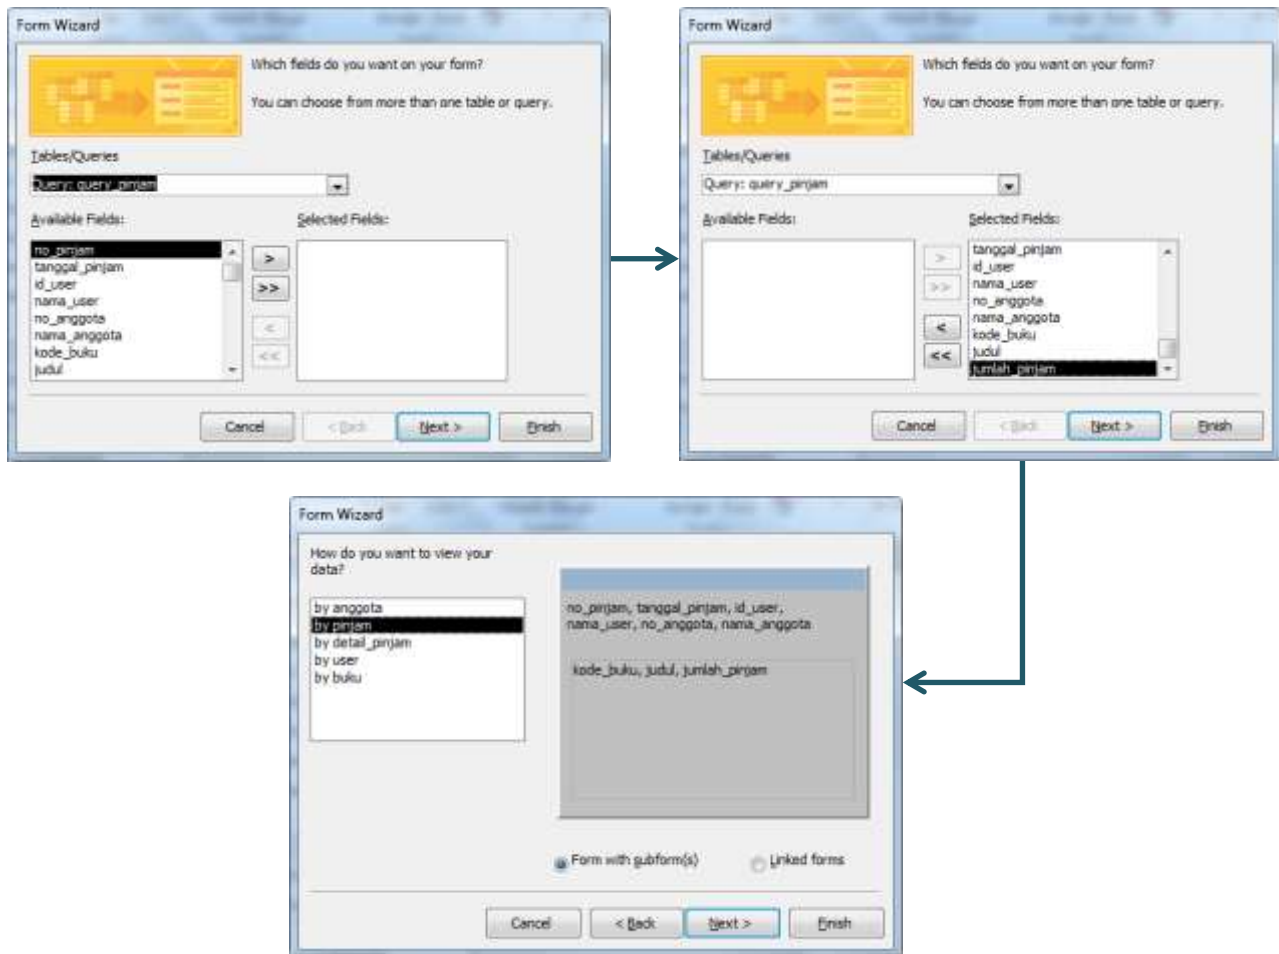 Form Wizard
Which fields do you want on your form?
You can choose from more than one table or query.
Tables/Queries
Query: query_pinjam
Available Fields:
Selected Fields:
no_pinjam
tanggal_pinjam
id_user
nama_user
no_anggota
nama_anggota
kode_buku
judul
>
>>
<
<<
Cancel
< Back
Next >
Finish
Form Wizard
Which fields do you want on your form?
You can choose from more than one table or query.
Tables/Queries
Query: query_pinjam
Available Fields:
Selected Fields:
>
>>
<
<<
tanggal_pinjam
id_user
nama_user
no_anggota
nama_anggota
kode_buku
judul
jumlah_pinjam
Cancel
< Back
Next >
Finish
Form Wizard
How do you want to view your
data?
by anggota
by pinjam
by detail_pinjam
by user
by buku
no_pinjam, tanggal_pinjam, id_user,
nama_user, no_anggota, nama_anggota
kode_buku, judul, jumlah_pinjam
Form with subform(s)
Linked forms
Cancel
< Back
Next >
Finish